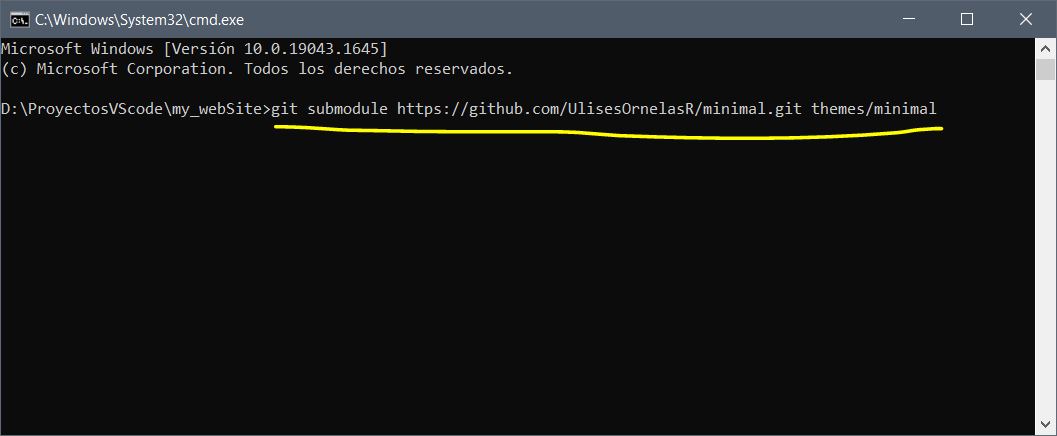 C:\Windows\System32\cmd.exe
Microsoft Windows [Versión 10.0.19043.1645]
(c) Microsoft Corporation. Todos los derechos reservados.
D:\ProyectosVScode\my_webSite>git submodule https://github.com/UlisesOrnelasR/minimal.git themes/minimal